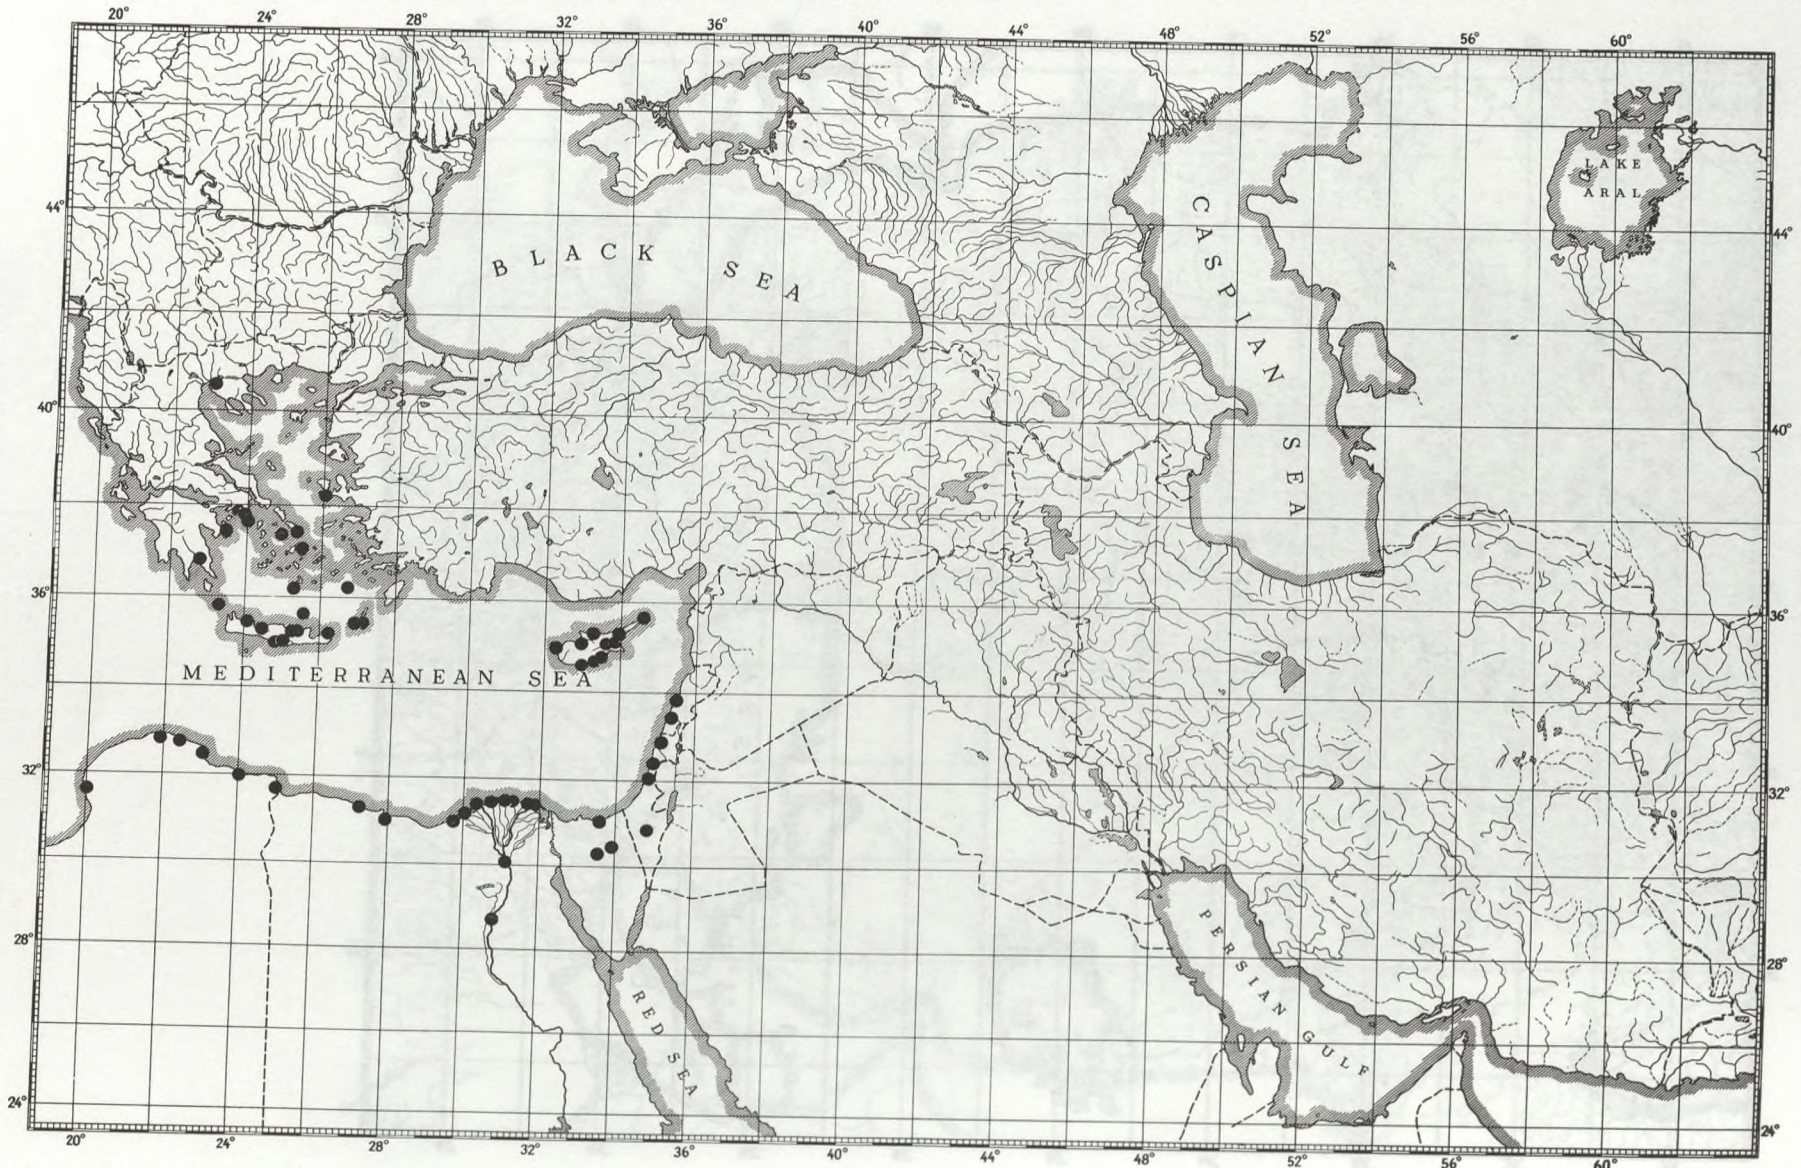 20° 24° 28° 32° 36° 40° 44° 48° 52° 56° 60°
LAKE
ARAL
44° 44°
CASPIAN SEA
BLACK SEA
40° 40°
36° 36°
MEDITERRANEAN SEA
32° 32°
28° 28°
PERSIAN GULF
RED SEA
24° 24°
20° 24° 28° 32° 36° 40° 44° 48° 52° 56° 60°